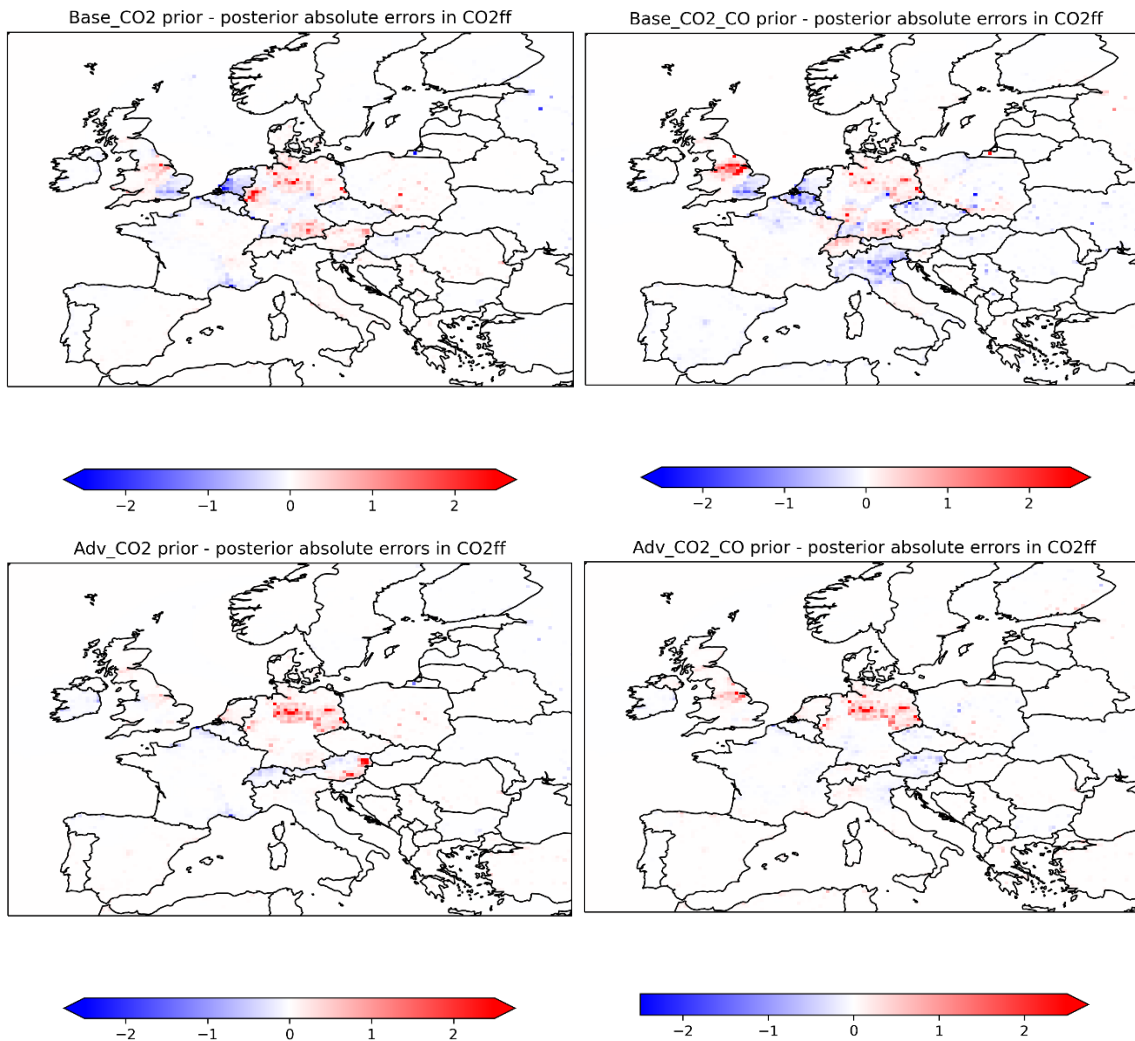 Base_CO2 prior - posterior absolute errors in CO2ff
Base_CO2_CO prior - posterior absolute errors in CO2ff
−2 −1 0 1 2
−2 −1 0 1 2
Adv_CO2 prior - posterior absolute errors in CO2ff
Adv_CO2_CO prior - posterior absolute errors in CO2ff
−2 −1 0 1 2
−2 −1 0 1 2